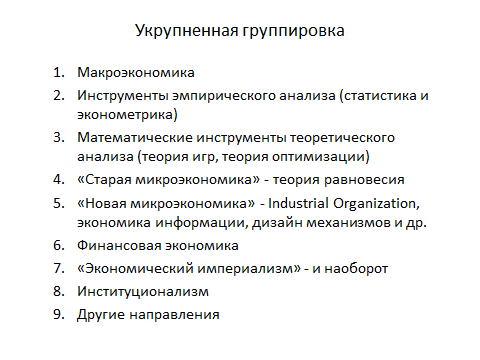 Укрупненная группировка
1. Макроэкономика
2. Инструменты эмпирического анализа (статистика и
эконометрика)
3. Математические инструменты теоретического
анализа (теория игр, теория оптимизации)
4. «Старая микроэкономика» - теория равновесия
5. «Новая микроэкономика» - Industrial Organization,
экономика информации, дизайн механизмов и др.
6. Финансовая экономика
7. «Экономический империализм» - и наоборот
8. Институционализм
9. Другие направления